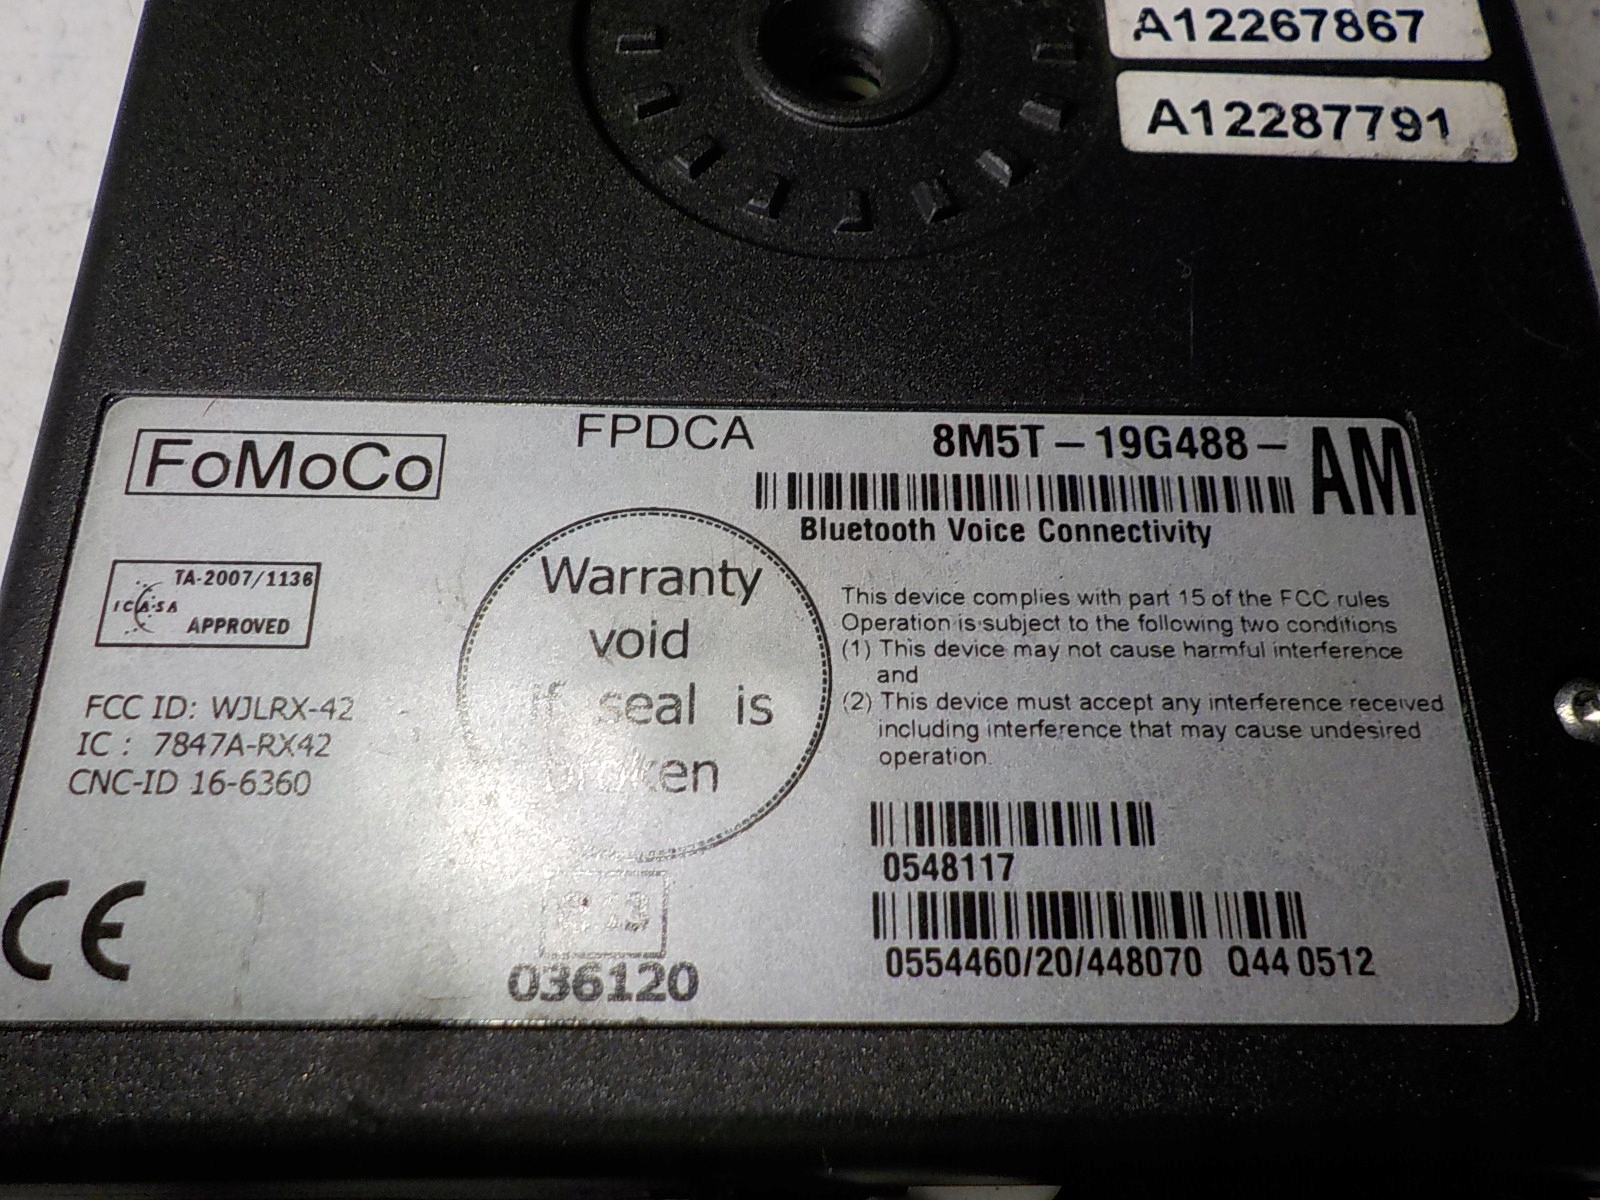 A12267867
A12287791
FoMoCo
FPDCA
8M5T-19G488-AM
Bluetooth Voice Connectivity
TA-2007/1136
ICASA
APPROVED
Warranty
void
if seal is
FCC ID: WJLRX-42
IC : 7847A-RX42
CNC-ID 16-6360
This device complies with part 15 of the FCC rules
Operation is subject to the following two conditions
(1) This device may not cause harmful interference
and
(2) This device must accept any interference received
including interference that may cause undesired
operation.
0548117
0554460/20/448070 Q44 0512
CE
036120